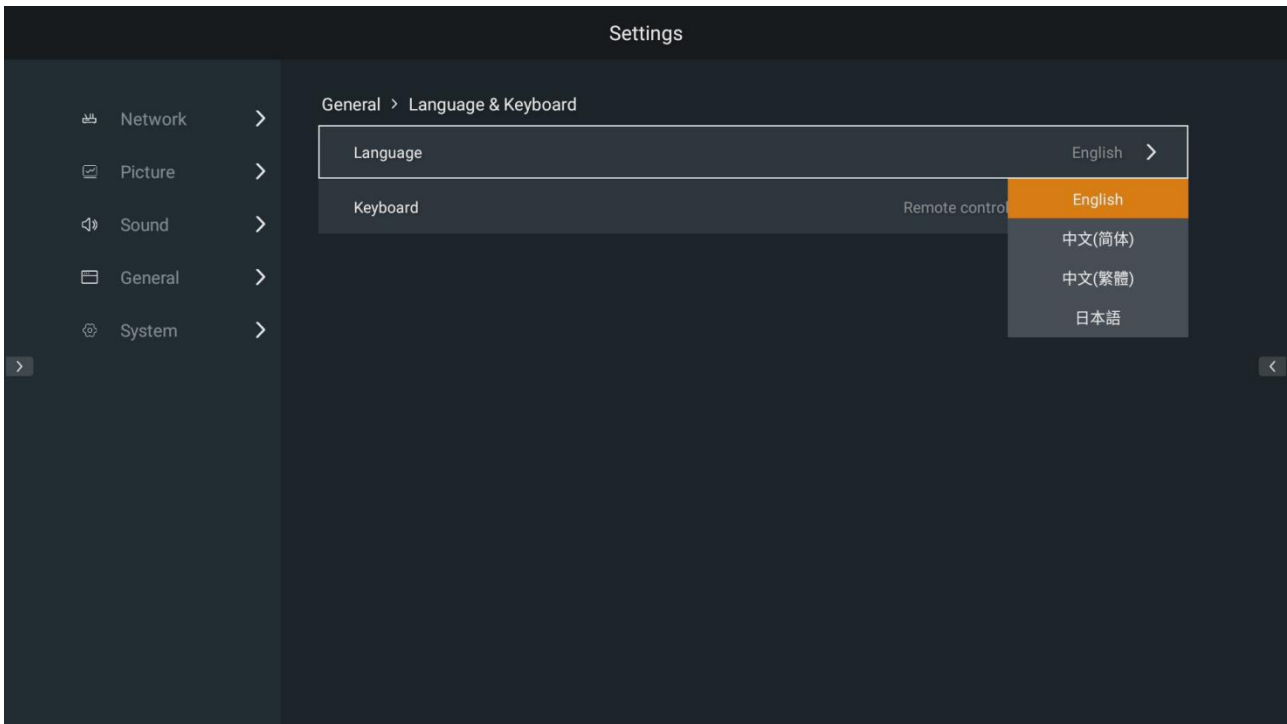 Settings
Network
Picture
Sound
General
System
General > Language & Keyboard
Language English
Keyboard Remote control
English
中文(简体)
中文(繁體)
日本語